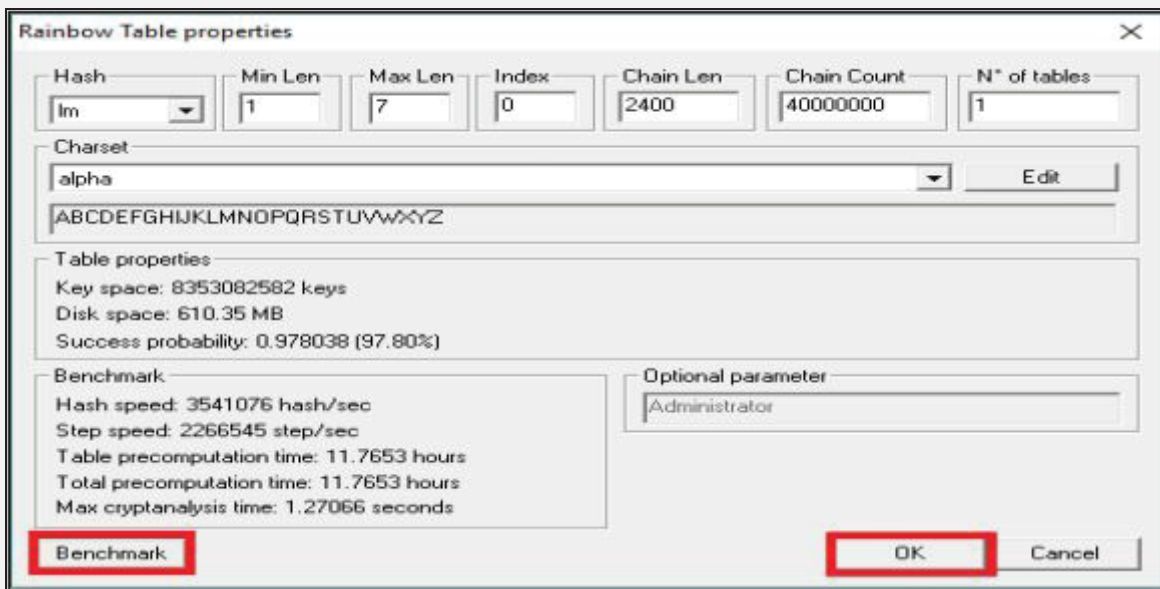 Rainbow Table properties
Hash Min Len Max Len Index Chain Len Chain Count N° of tables
lm 1 7 0 2400 40000000 1
Charset
alpha Edit
ABCDEFGHIJKLMNOPQRSTUVWXYZ
Table properties
Key space: 8353082582 keys
Disk space: 610.35 MB
Success probability: 0.978038 (97.80%)
Benchmark Optional parameter
Hash speed: 3541076 hash/sec Administrator
Step speed: 2266545 step/sec
Table precomputation time: 11.7653 hours
Total precomputation time: 11.7653 hours
Max cryptanalysis time: 1.27066 seconds
Benchmark OK Cancel